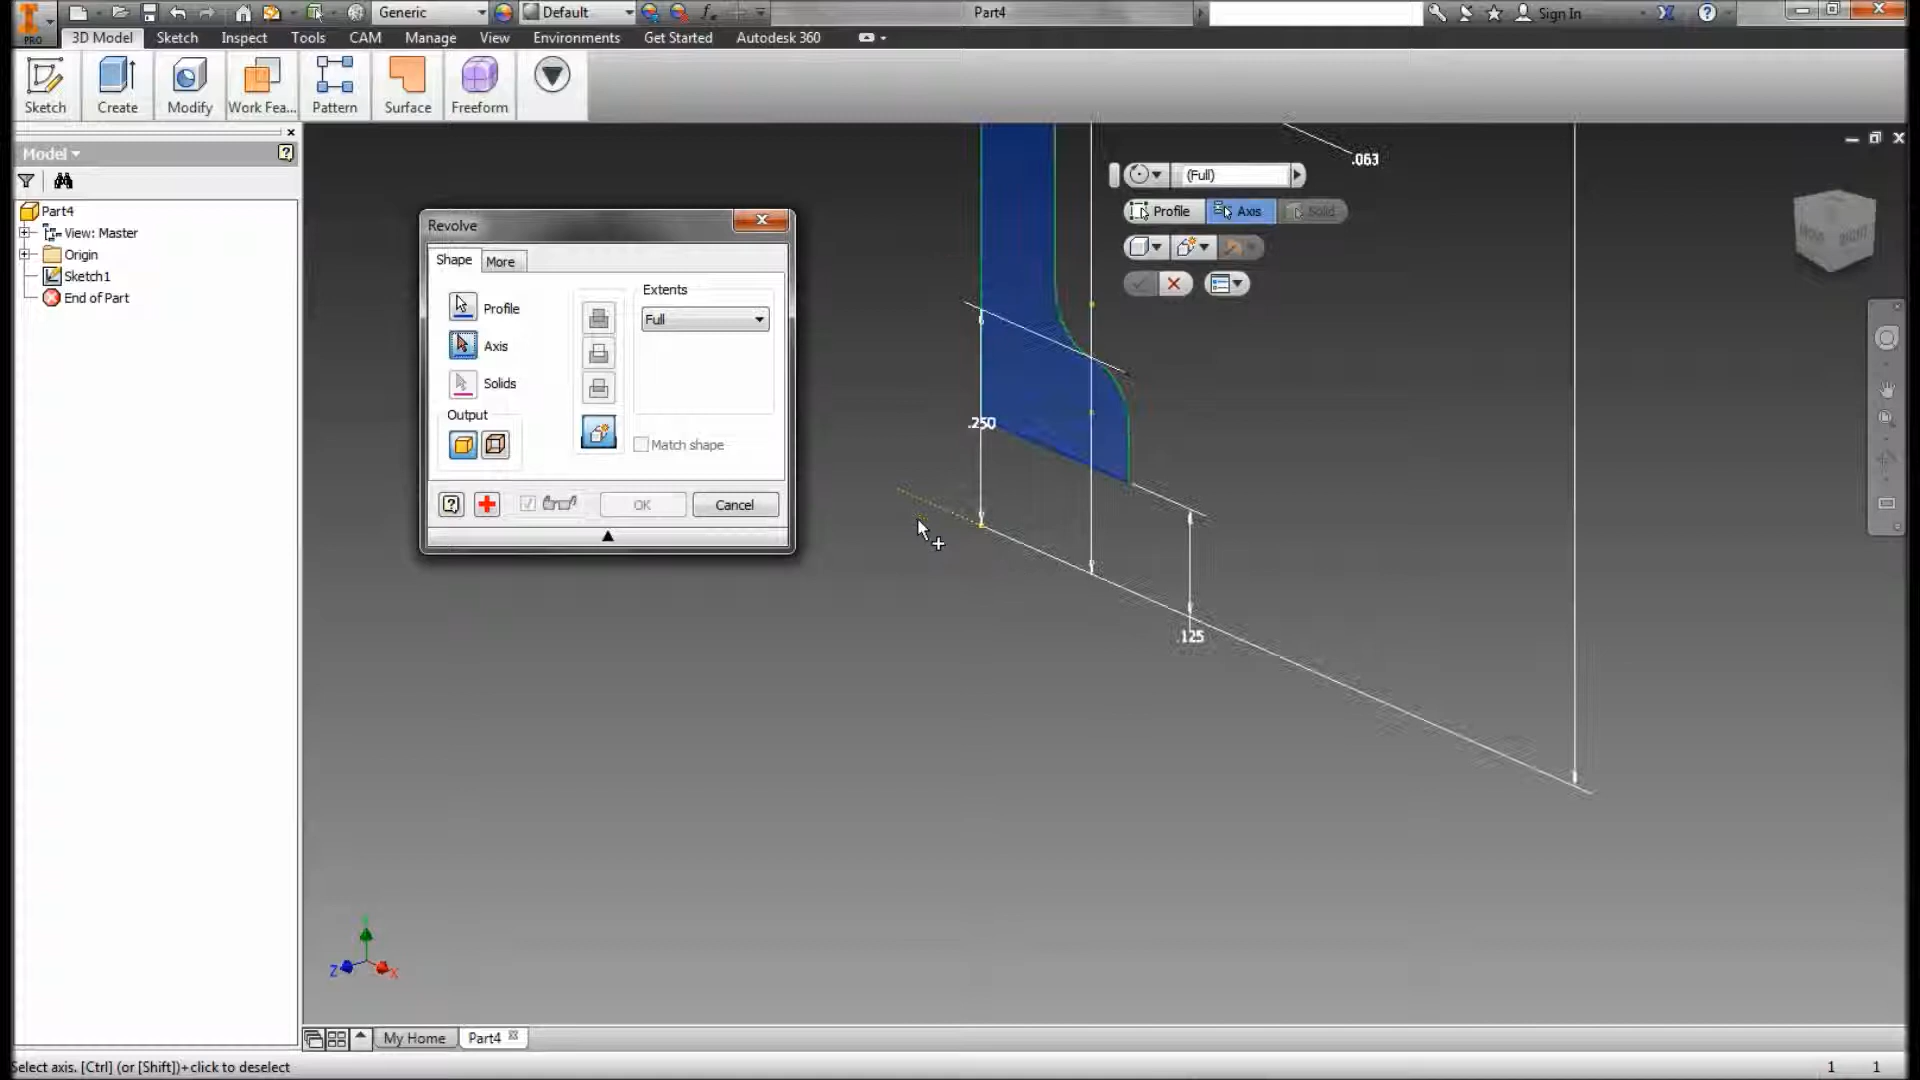 Generic
Default
Part4
Sign In
PRO
3D Model
Sketch
Inspect
Tools
CAM
Manage
View
Environments
Get Started
Autodesk 360
Sketch
Create
Modify
Work Fea...
Pattern
Surface
Freeform
Model
Part4
View: Master
Origin
Sketch1
End of Part
Revolve
Shape
More
Profile
Axis
Solids
Output
Extents
Full
Match shape
OK
Cancel
.063
(Full)
Profile
Axis
Solid
.250
.125
RIGHT
Z
X
My Home
Part4
Select axis. [Ctrl] (or [Shift])+click to deselect
1
1